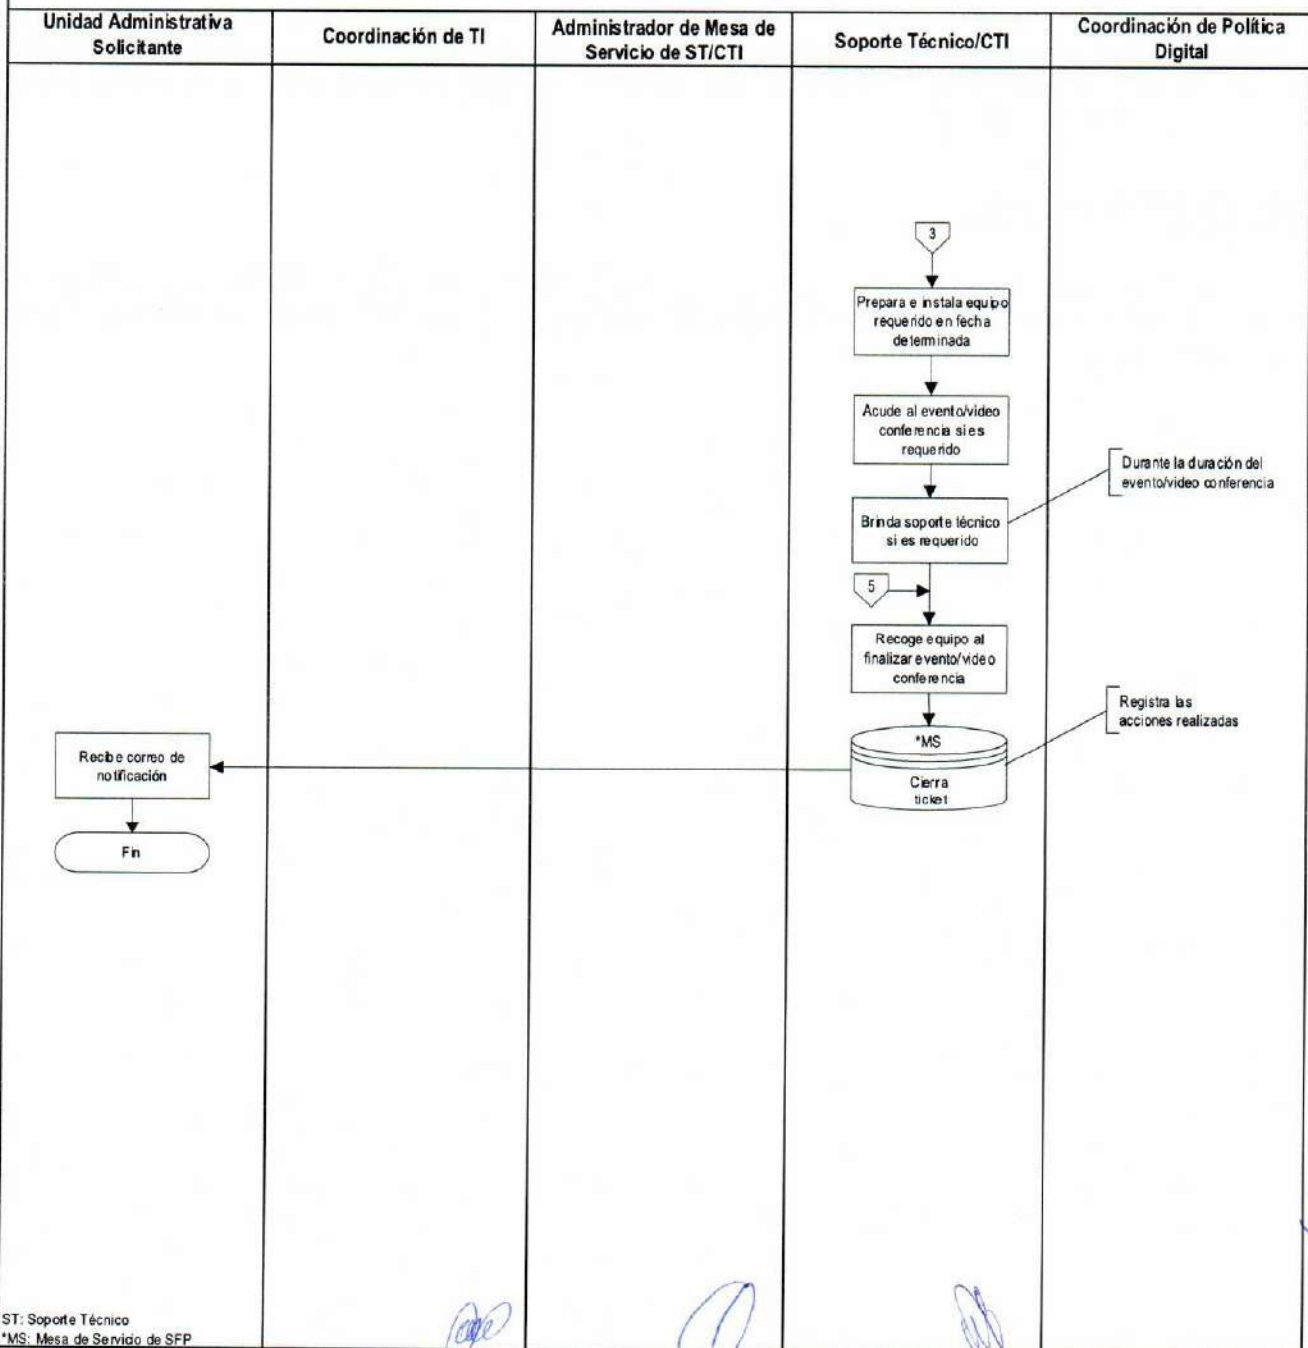 Unidad Administrativa
Solicitante
Coordinación de TI
Administrador de Mesa de
Servicio de ST/CTI
Soporte Técnico/CTI
Coordinación de Política
Digital
3
Prepara e instala equipo
requerido en fecha
determinada
Acude al evento/video
conferencia si es
requerido
Durante la duración del
evento/video conferencia
Brinda soporte técnico
si es requerido
5
Recoge equipo al
finalizar evento/video
conferencia
Registra las
acciones realizadas
*MS
Cierra
ticket
Recibe correo de
notificación
Fin
ST: Soporte Técnico
*MS: Mesa de Servicio de SFP